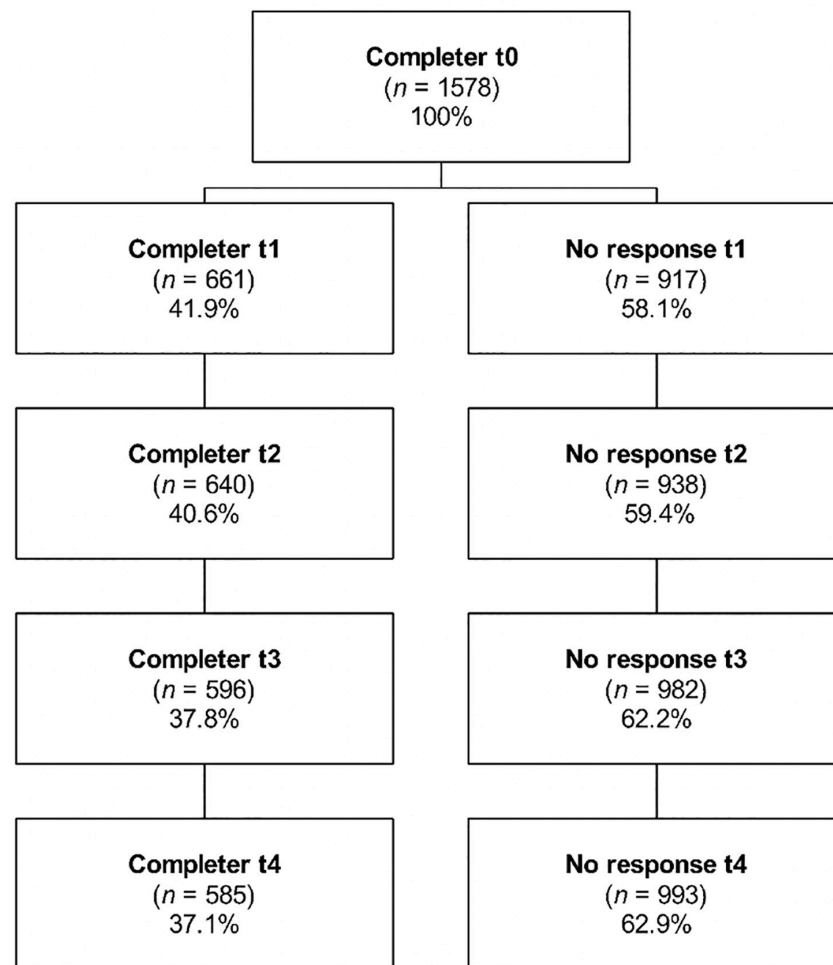 Completer t0
(n = 1578)
100%
Completer t1
(n = 661)
41.9%
No response t1
(n = 917)
58.1%
Completer t2
(n = 640)
40.6%
No response t2
(n = 938)
59.4%
Completer t3
(n = 596)
37.8%
No response t3
(n = 982)
62.2%
Completer t4
(n = 585)
37.1%
No response t4
(n = 993)
62.9%